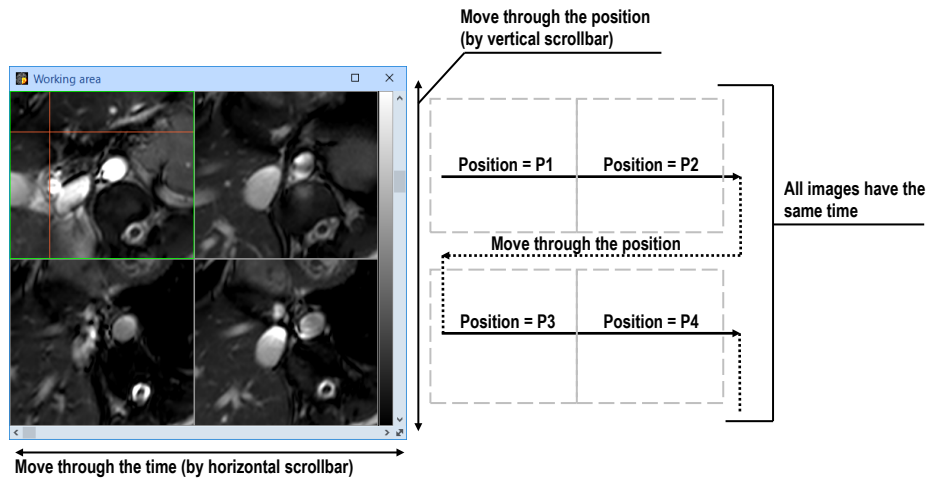 Move through the position
(by vertical scrollbar)
Working area
Position = P1
Position = P2
All images have the
same time
Move through the position
Position = P3
Position = P4
Move through the time (by horizontal scrollbar)